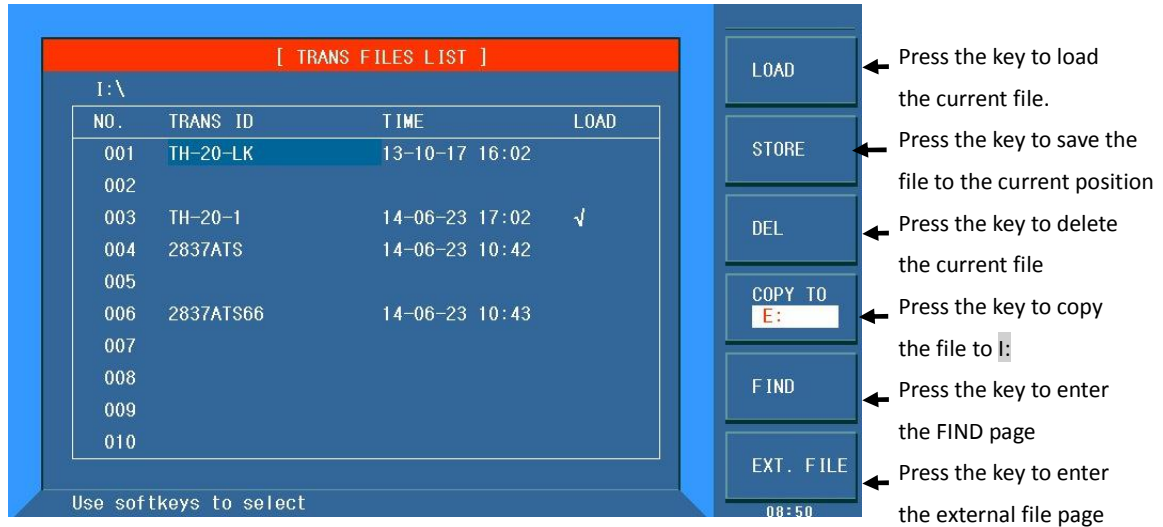 [ TRANS FILES LIST ]
I:\
NO. TRANS ID TIME LOAD
001 TH-20-LK 13-10-17 16:02
002
003 TH-20-1 14-06-23 17:02 √
004 2837ATS 14-06-23 10:42
005
006 2837ATS66 14-06-23 10:43
007
008
009
010
Use softkeys to select
LOAD
STORE
DEL
COPY TO
E:
FIND
EXT. FILE
08:50
Press the key to load
the current file.
Press the key to save the
file to the current position
Press the key to delete
the current file
Press the key to copy
the file to I:
Press the key to enter
the FIND page
Press the key to enter
the external file page